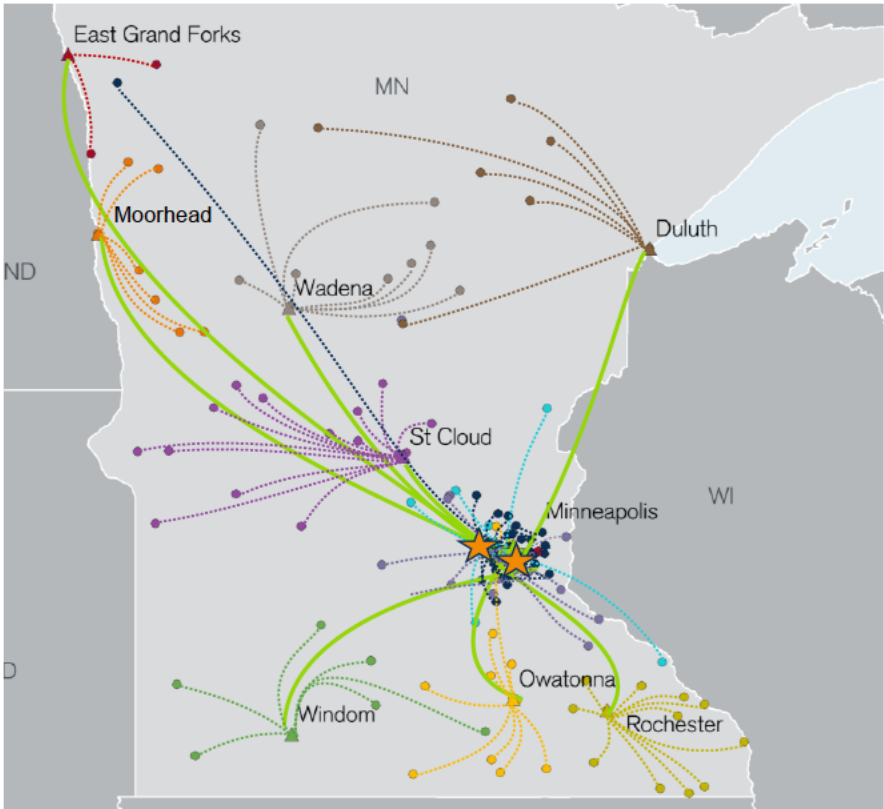 East Grand Forks
MN
Moorhead
Duluth
ND
Wadena
St Cloud
WI
Minneapolis
D
Owatonna
Windom
Rochester